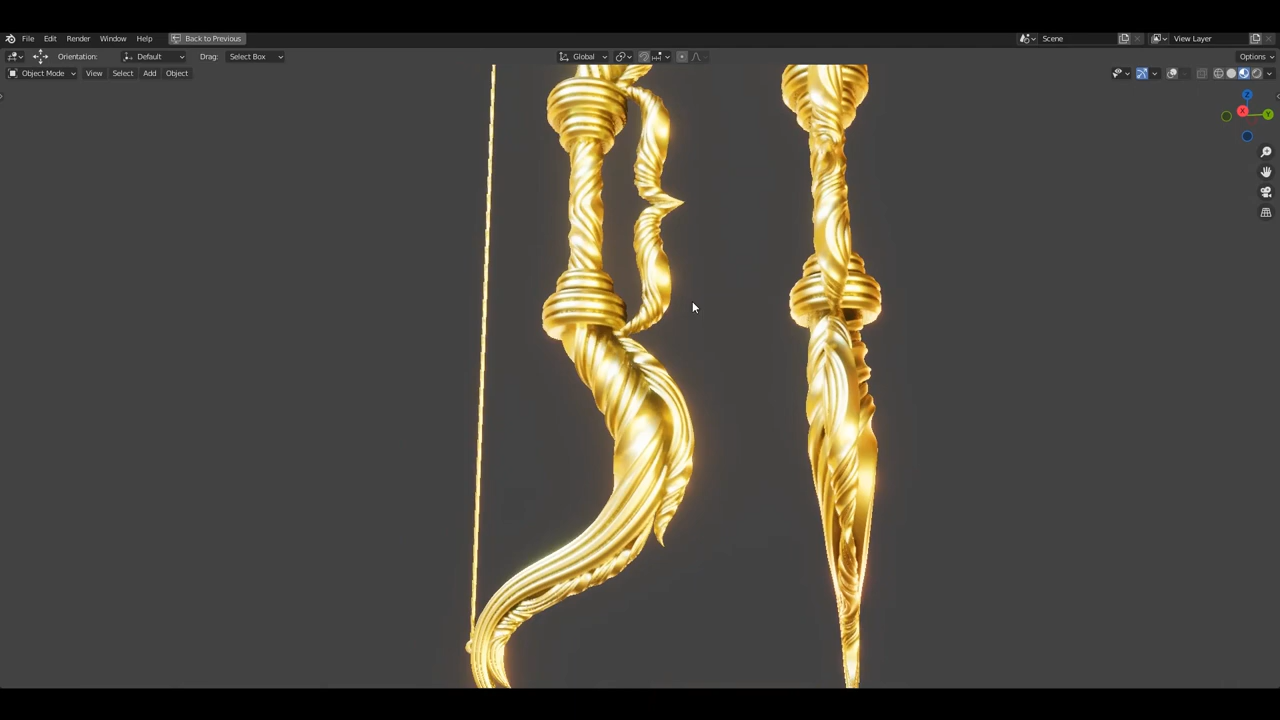 File Edit Render Window Help Back to Previous Scene View Layer
Orientation: Default Drag: Select Box Global Options
Object Mode View Select Add Object
Z
X
Y